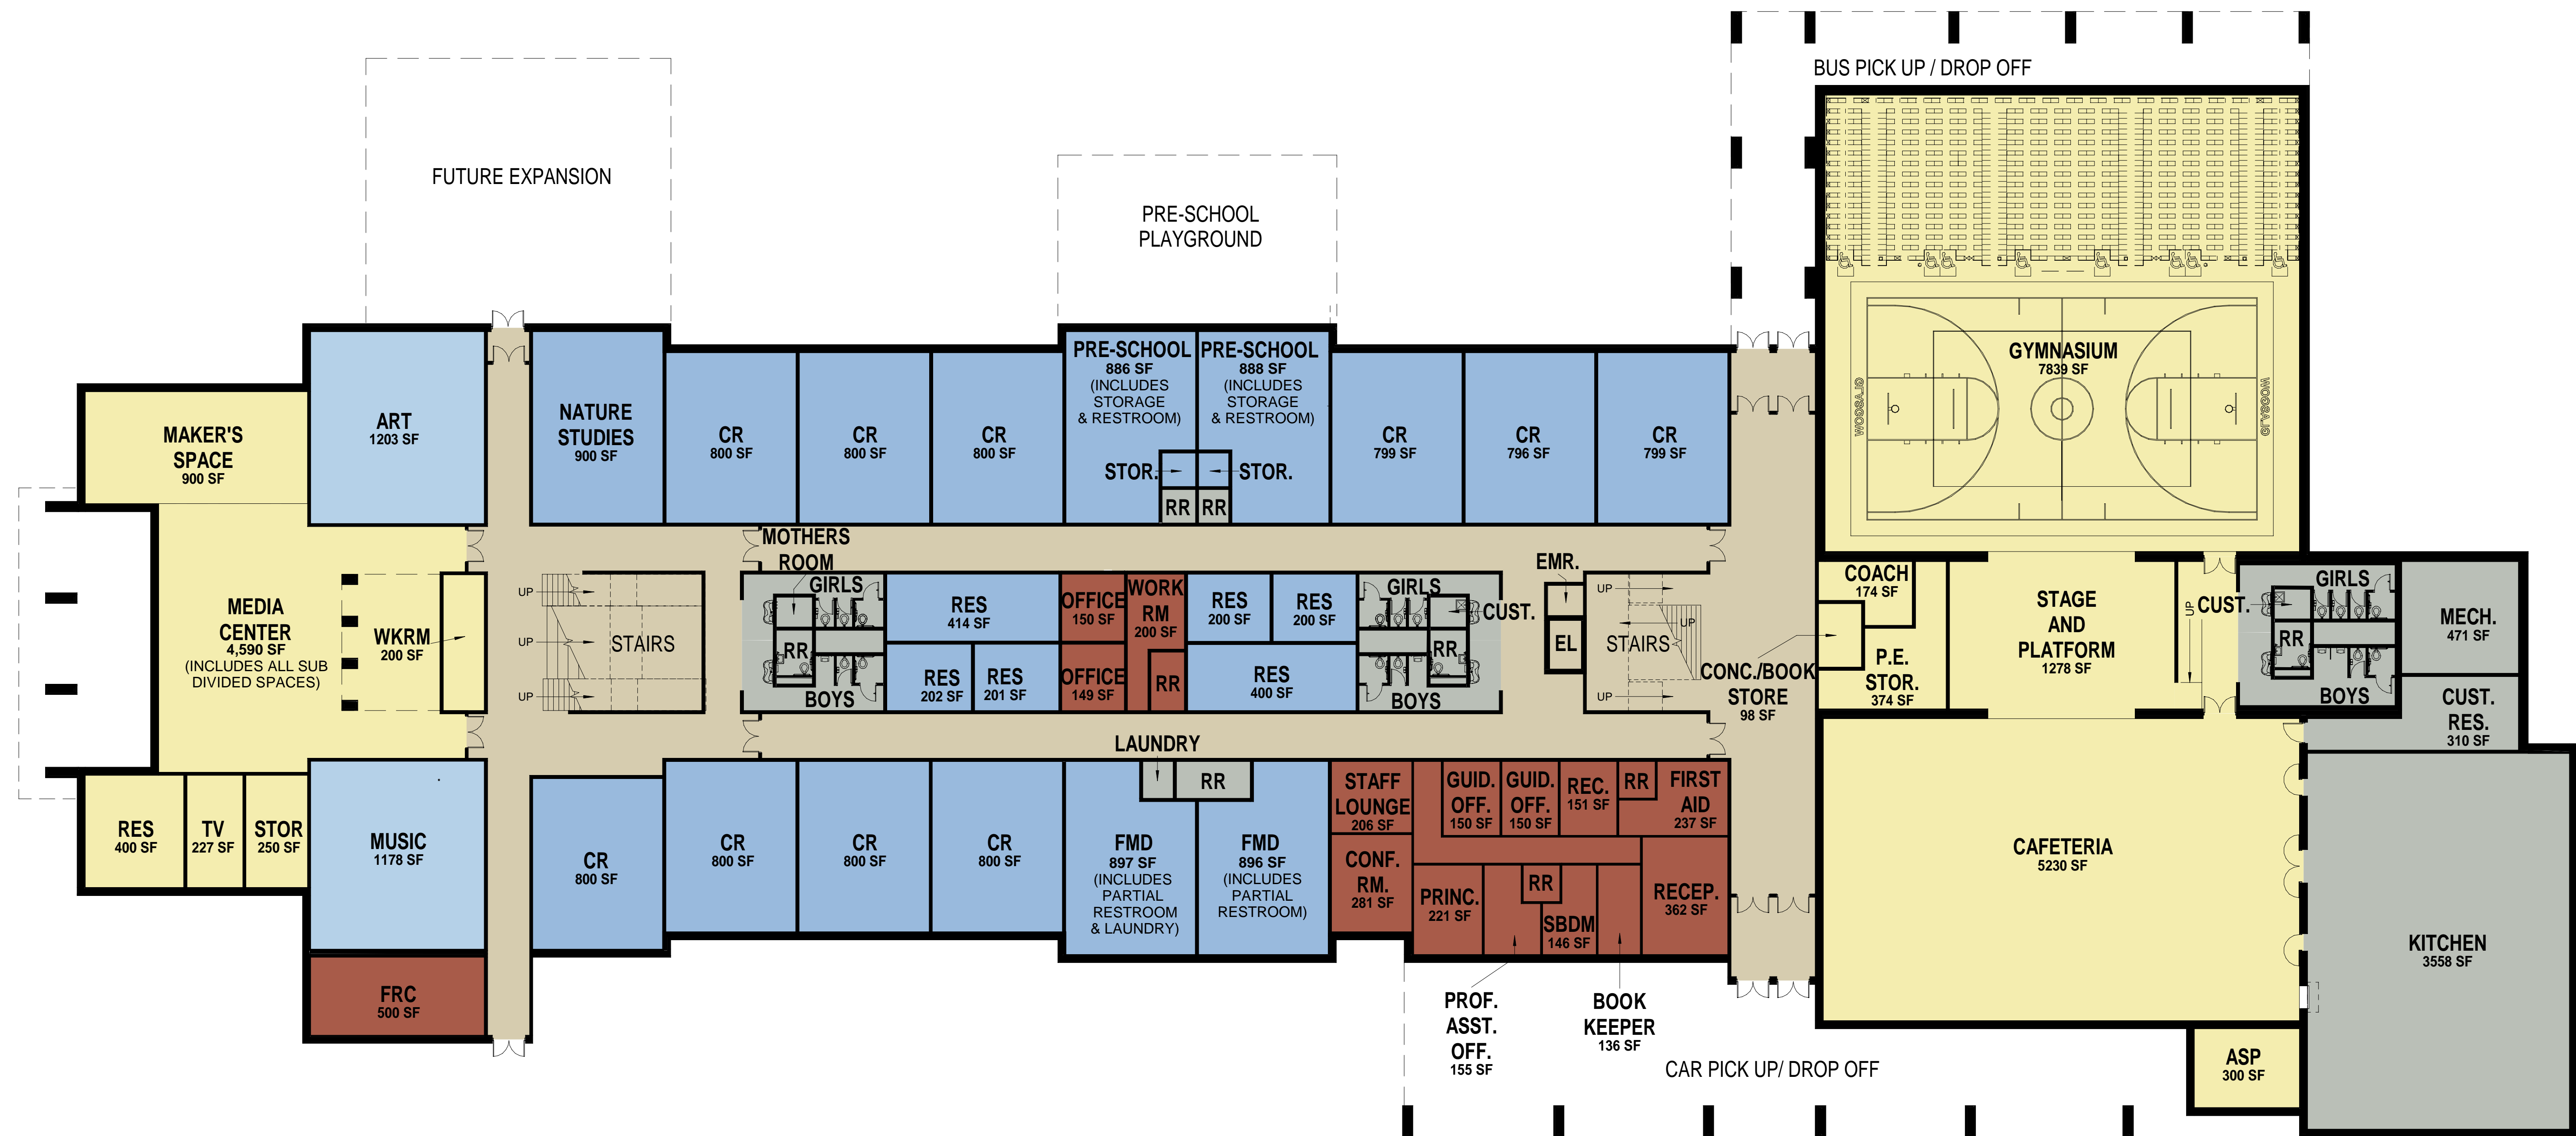 BUS PICK UP / DROP OFF
FUTURE EXPANSION
PRE-SCHOOL
PLAYGROUND
MAKER'S
SPACE
900 SF
ART
1203 SF
NATURE
STUDIES
900 SF
CR
800 SF
CR
800 SF
CR
800 SF
PRE-SCHOOL
886 SF
(INCLUDES
STORAGE
& RESTROOM)
STOR.
RR
PRE-SCHOOL
888 SF
(INCLUDES
STORAGE
& RESTROOM)
STOR.
RR
CR
799 SF
CR
796 SF
CR
799 SF
GYMNASIUM
7839 SF
GLASGOW
GLASGOW
MEDIA
CENTER
4,590 SF
(INCLUDES ALL SUB
DIVIDED SPACES)
WKRM
200 SF
UP
UP
UP
STAIRS
MOTHERS
ROOM
GIRLS
RR
BOYS
RES
414 SF
RES
202 SF
RES
201 SF
OFFICE
150 SF
OFFICE
149 SF
WORK
RM
200 SF
RR
RES
200 SF
RES
200 SF
RES
400 SF
GIRLS
CUST.
RR
BOYS
EMR.
EL
UP
UP
STAIRS
UP
CONC./BOOK
STORE
98 SF
COACH
174 SF
P.E.
STOR.
374 SF
STAGE
AND
PLATFORM
1278 SF
UP
CUST.
GIRLS
RR
BOYS
MECH.
471 SF
CUST.
RES.
310 SF
RES
400 SF
TV
227 SF
STOR
250 SF
MUSIC
1178 SF
FRC
500 SF
CR
800 SF
CR
800 SF
CR
800 SF
CR
800 SF
LAUNDRY
RR
FMD
897 SF
(INCLUDES
PARTIAL
RESTROOM
& LAUNDRY)
FMD
896 SF
(INCLUDES
PARTIAL
RESTROOM)
STAFF
LOUNGE
206 SF
CONF.
RM.
281 SF
GUID.
OFF.
150 SF
GUID.
OFF.
150 SF
REC.
151 SF
RR
FIRST
AID
237 SF
PRINC.
221 SF
RR
SBDM
146 SF
RECEP.
362 SF
PROF.
ASST.
OFF.
155 SF
BOOK
KEEPER
136 SF
CAFETERIA
5230 SF
KITCHEN
3558 SF
ASP
300 SF
CAR PICK UP/ DROP OFF